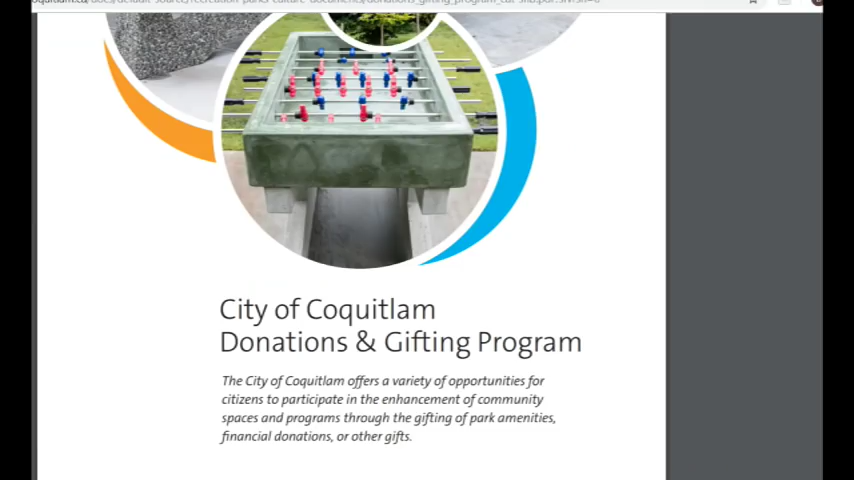 City of Coquitlam
Donations & Gifting Program
The City of Coquitlam offers a variety of opportunities for
citizens to participate in the enhancement of community
spaces and programs through the gifting of park amenities,
financial donations, or other gifts.